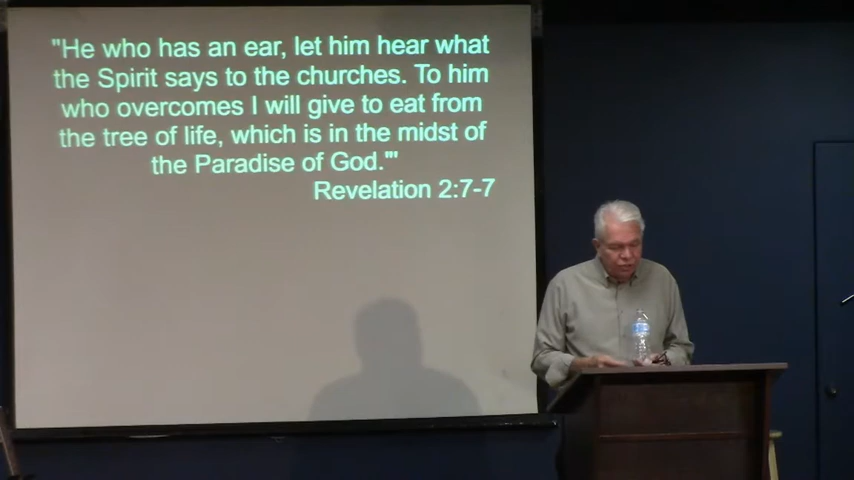 "He who has an ear, let him hear what
the Spirit says to the churches. To him
who overcomes I will give to eat from
the tree of life, which is in the midst of
the Paradise of God.'"
Revelation 2:7-7